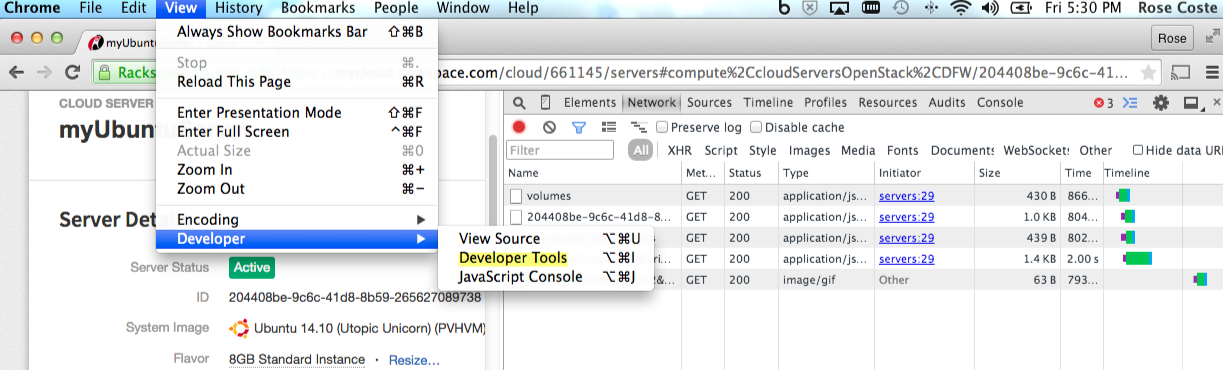 Chrome File Edit View History Bookmarks People Window Help Fri 5:30 PM Rose Coste
myUbuntu
Rose
Racks
pace.com/cloud/661145/servers#compute%2CcloudServersOpenStack%2CDFW/204408be-9c6c-41...
Always Show Bookmarks Bar ⇧⌘B
Stop ⌘.
Reload This Page ⌘R
Enter Presentation Mode ⇧⌘F
Enter Full Screen ^⌘F
Actual Size ⌘0
Zoom In ⌘+
Zoom Out ⌘−
Encoding ▶
Developer ▶
View Source ⌥⌘U
Developer Tools ⌥⌘I
JavaScript Console ⌥⌘J
CLOUD SERVER
myUbuntu
Server Det
Server Status Active
ID 204408be-9c6c-41d8-8b59-265627089738
System Image Ubuntu 14.10 (Utopic Unicorn) (PVHVM)
Flavor 8GB Standard Instance · Resize...
Elements Network Sources Timeline Profiles Resources Audits Console 3
Preserve log Disable cache
Filter All XHR Script Style Images Media Fonts Documents WebSockets Other Hide data URL
Name Met... Status Type Initiator Size Time Timeline
volumes GET 200 application/js... servers:29 430 B 866...
204408be-9c6c-41d8-8... GET 200 application/js... servers:29 1.0 KB 804...
s GET 200 application/js... servers:29 439 B 802...
ri... GET 200 application/js... servers:29 1.4 KB 2.00 s
2&... GET 200 image/gif Other 63 B 793...